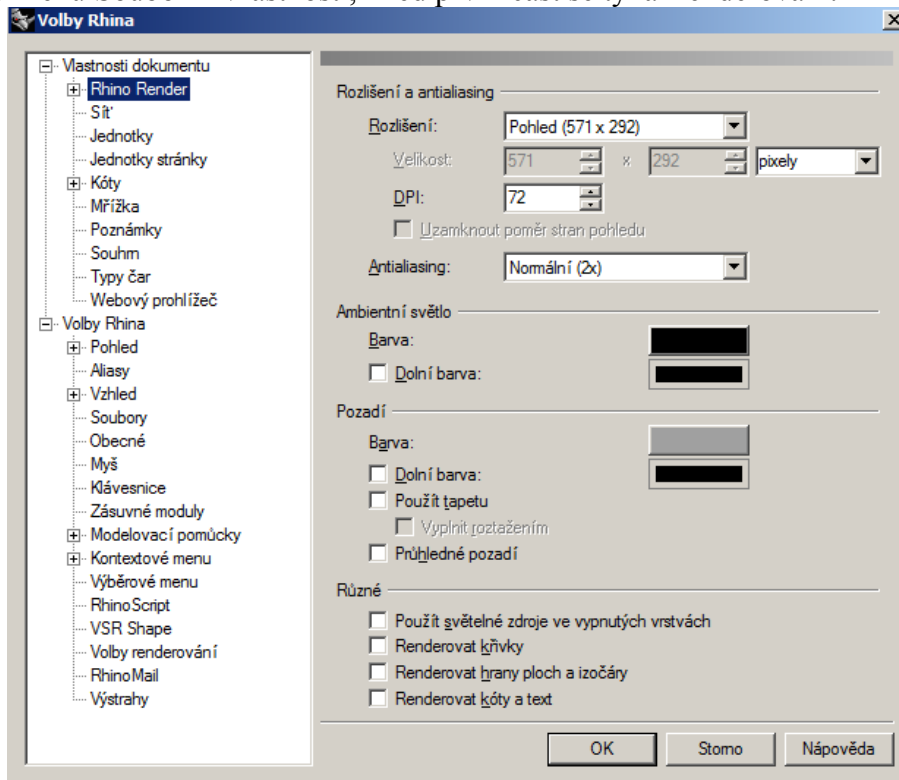 Volby Rhina
Vlastnosti dokumentu
Rhino Render
Síť
Jednotky
Jednotky stránky
Kóty
Mřížka
Poznámky
Souhrn
Typy čar
Webový prohlížeč
Volby Rhina
Pohled
Aliasy
Vzhled
Soubory
Obecné
Myš
Klávesnice
Zásuvné moduly
Modelovací pomůcky
Kontextové menu
Výběrové menu
RhinoScript
VSR Shape
Volby renderování
RhinoMail
Výstrahy
Rozlišení a antialiasing
Rozlišení: Pohled (571 x 292)
Velikost: 571 x 292 pixely
DPI: 72
Uzamknout poměr stran pohledu
Antialiasing: Normální (2x)
Ambientní světlo
Barva:
Dolní barva:
Pozadí
Barva:
Dolní barva:
Použít tapetu
Vyplnit roztažením
Průhledné pozadí
Různé
Použít světelné zdroje ve vypnutých vrstvách
Renderovat křivky
Renderovat hrany ploch a izočáry
Renderovat kóty a text
OK Storno Nápověda